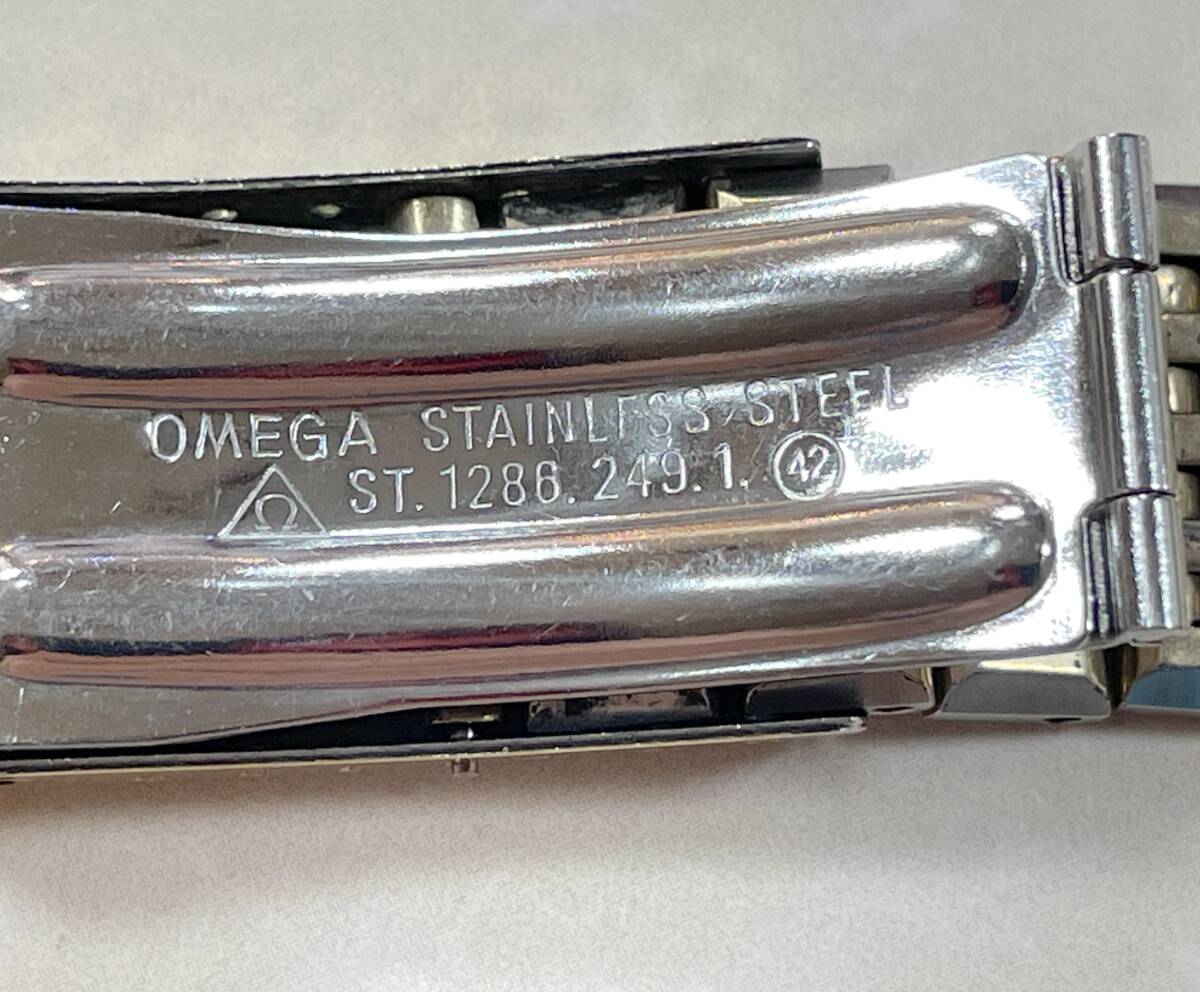 OMEGA STAINLESS STEEL
Ω ST. 1286. 249. 1. 42